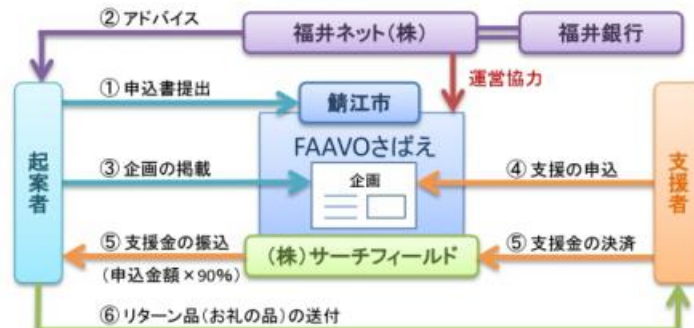 ② アドバイス
福井ネット(株)
福井銀行
① 申込書提出
鯖江市
運営協力
FAAVOさばえ
起案者
③ 企画の掲載
企画
④ 支援の申込
支援者
⑤ 支援金の振込
(申込金額×90%)
(株)サーチフィールド
⑤ 支援金の決済
⑥ リターン品(お礼の品)の送付